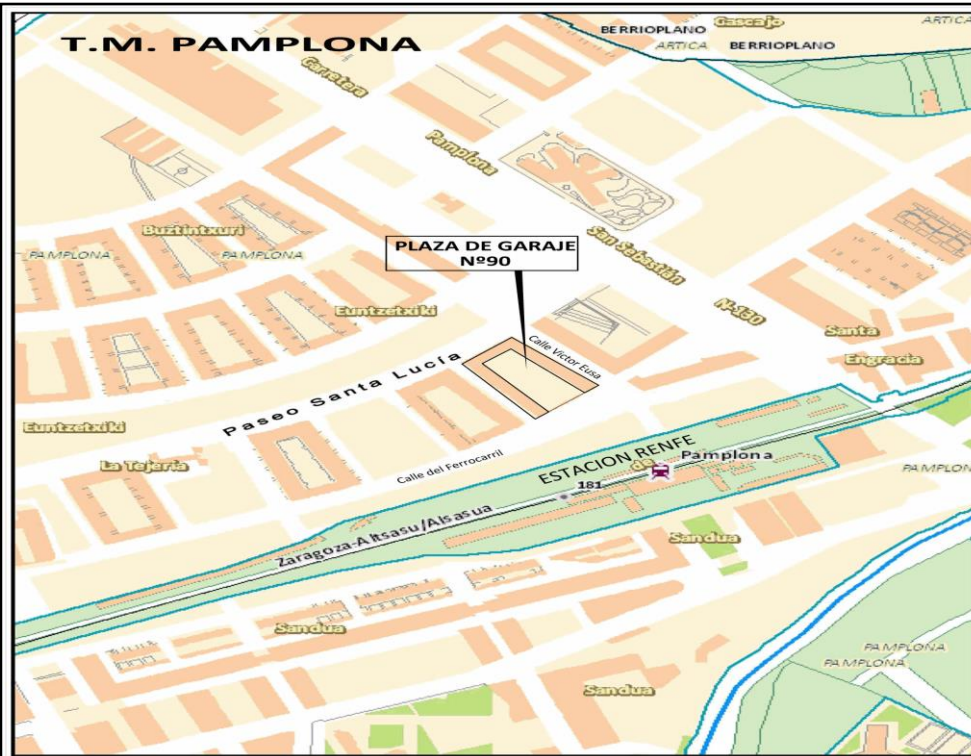 T.M. PAMPLONA
BERRIOPLANO
Gascajo
ARTICA
ARTICA
BERRIOPLANO
Carretera
Pamplona
Buztintxuri
PAMPLONA
PAMPLONA
PLAZA DE GARAJE
Nº90
San Sebastián
N-130
Euntzetxiki
Santa
Engracia
Calle Victor Eusa
Paseo Santa Lucía
Euntzetxiki
La Tejería
Calle del Ferrocarril
ESTACION RENFE
de
Pamplona
181
PAMPLONA
Zaragoza-Altsasu/Alsasua
Sandua
Sandua
Sandua
PAMPLONA
PAMPLONA